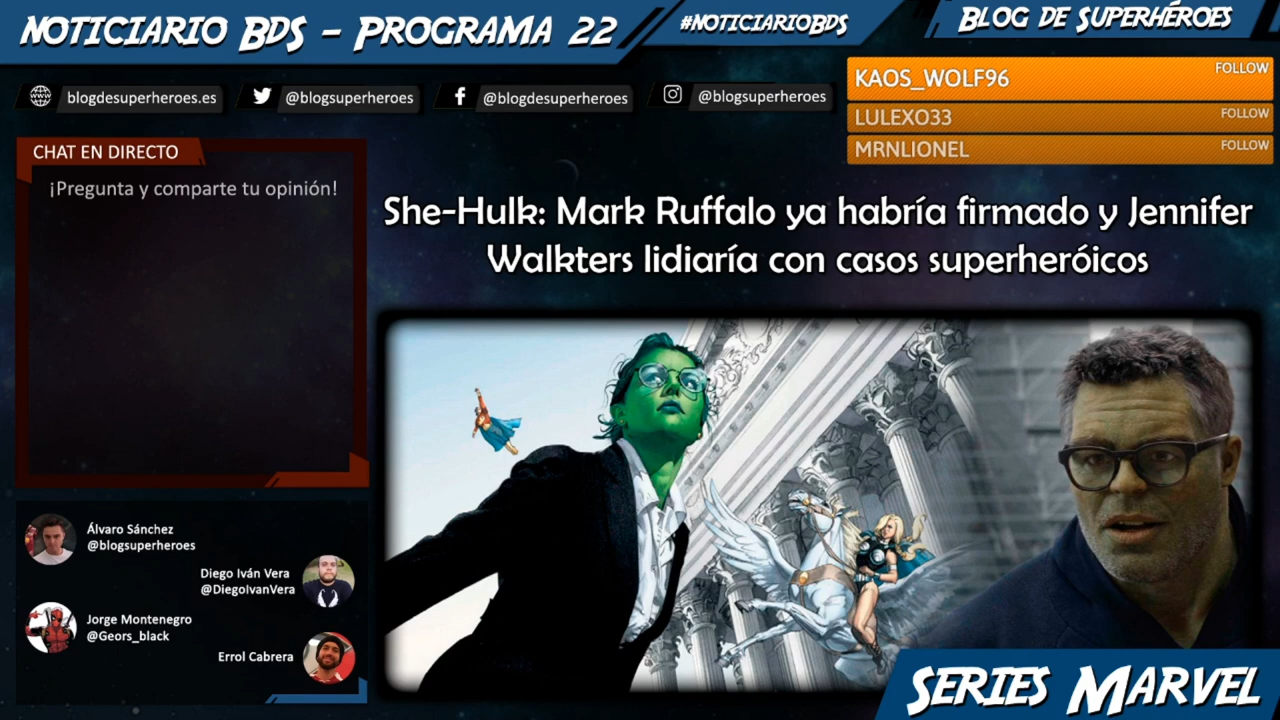 NOTICIARIO BDS - PROGRAMA 22
#NOTICIARIOBDS
BLOG DE SUPERHÉROES
www
blogdesuperheroes.es
@blogsuperheroes
@blogdesuperheroes
@blogsuperheroes
KAOS_WOLF96
FOLLOW
LULEXO33
FOLLOW
MRNLIONEL
FOLLOW
CHAT EN DIRECTO
¡Pregunta y comparte tu opinión!
She-Hulk: Mark Ruffalo ya habría firmado y Jennifer
Walkters lidiaría con casos superheróicos
Álvaro Sánchez
@blogsuperheroes
Diego Iván Vera
@DiegoIvanVera
Jorge Montenegro
@Geors_black
Errol Cabrera
SERIES MARVEL